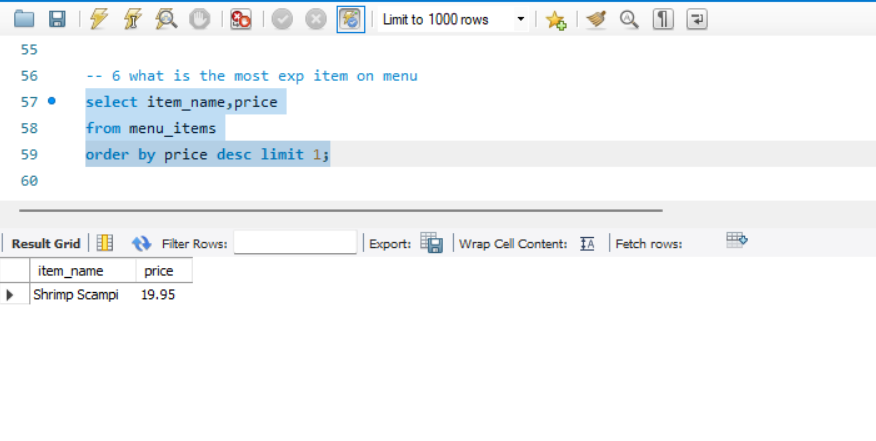 Limit to 1000 rows
55
56 -- 6 what is the most exp item on menu
57 select item_name,price
58 from menu_items
59 order by price desc limit 1;
60
Result Grid Filter Rows: Export: Wrap Cell Content: Fetch rows:
item_name price
Shrimp Scampi 19.95